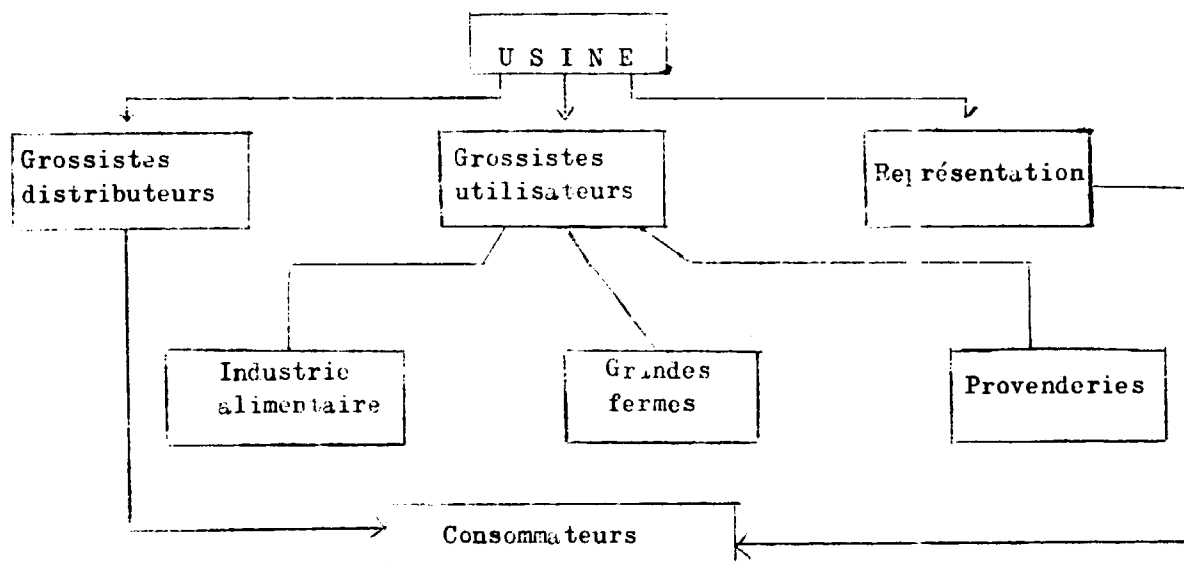 U S I N E
Grossistes
distributeurs
Grossistes
utilisateurs
Représentation
Industrie
alimentaire
Grandes
fermes
Provenderies
Consommateurs